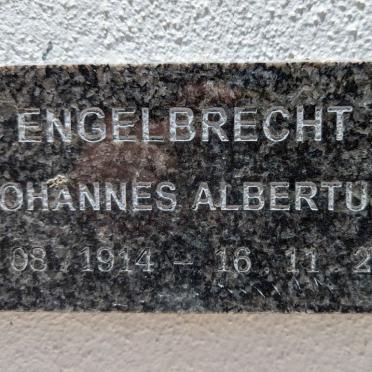 ENGELBRECHT
OHANNES ALBERTU
08 . 1914 – 16 . 11 . 2